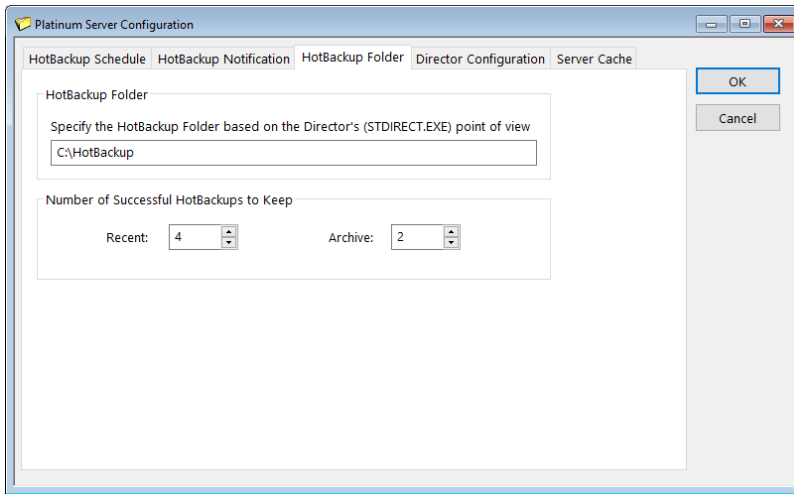 Platinum Server Configuration
HotBackup Schedule HotBackup Notification HotBackup Folder Director Configuration Server Cache
OK
Cancel
HotBackup Folder
Specify the HotBackup Folder based on the Director's (STDIRECT.EXE) point of view
C:\HotBackup
Number of Successful HotBackups to Keep
Recent: 4 Archive: 2